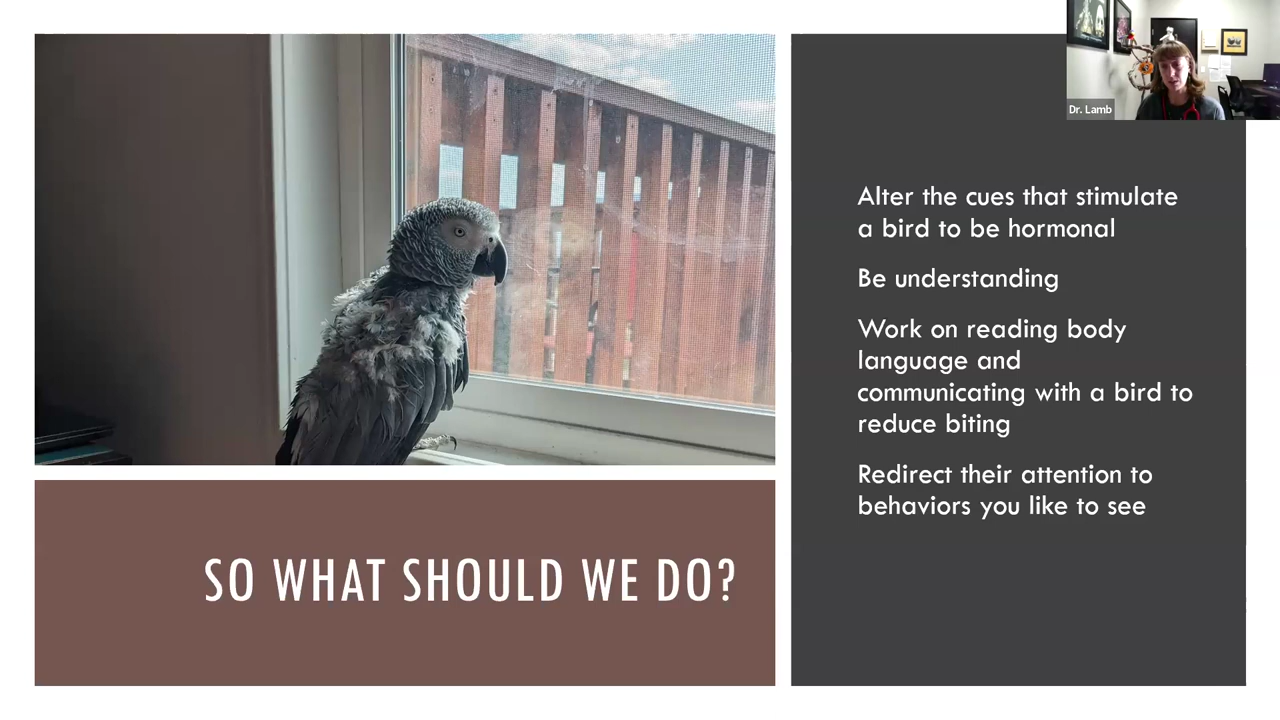 Dr. Lamb
Alter the cues that stimulate
a bird to be hormonal
Be understanding
Work on reading body
language and
communicating with a bird to
reduce biting
Redirect their attention to
behaviors you like to see
SO WHAT SHOULD WE DO?